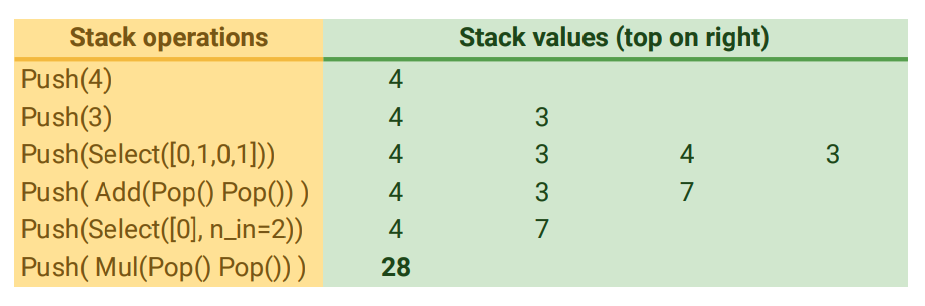 Stack operations Stack values (top on right)
Push(4) 4
Push(3) 4 3
Push(Select([0,1,0,1])) 4 3 4 3
Push( Add(Pop() Pop()) ) 4 3 7
Push(Select([0], n_in=2)) 4 7
Push( Mul(Pop() Pop()) ) 28